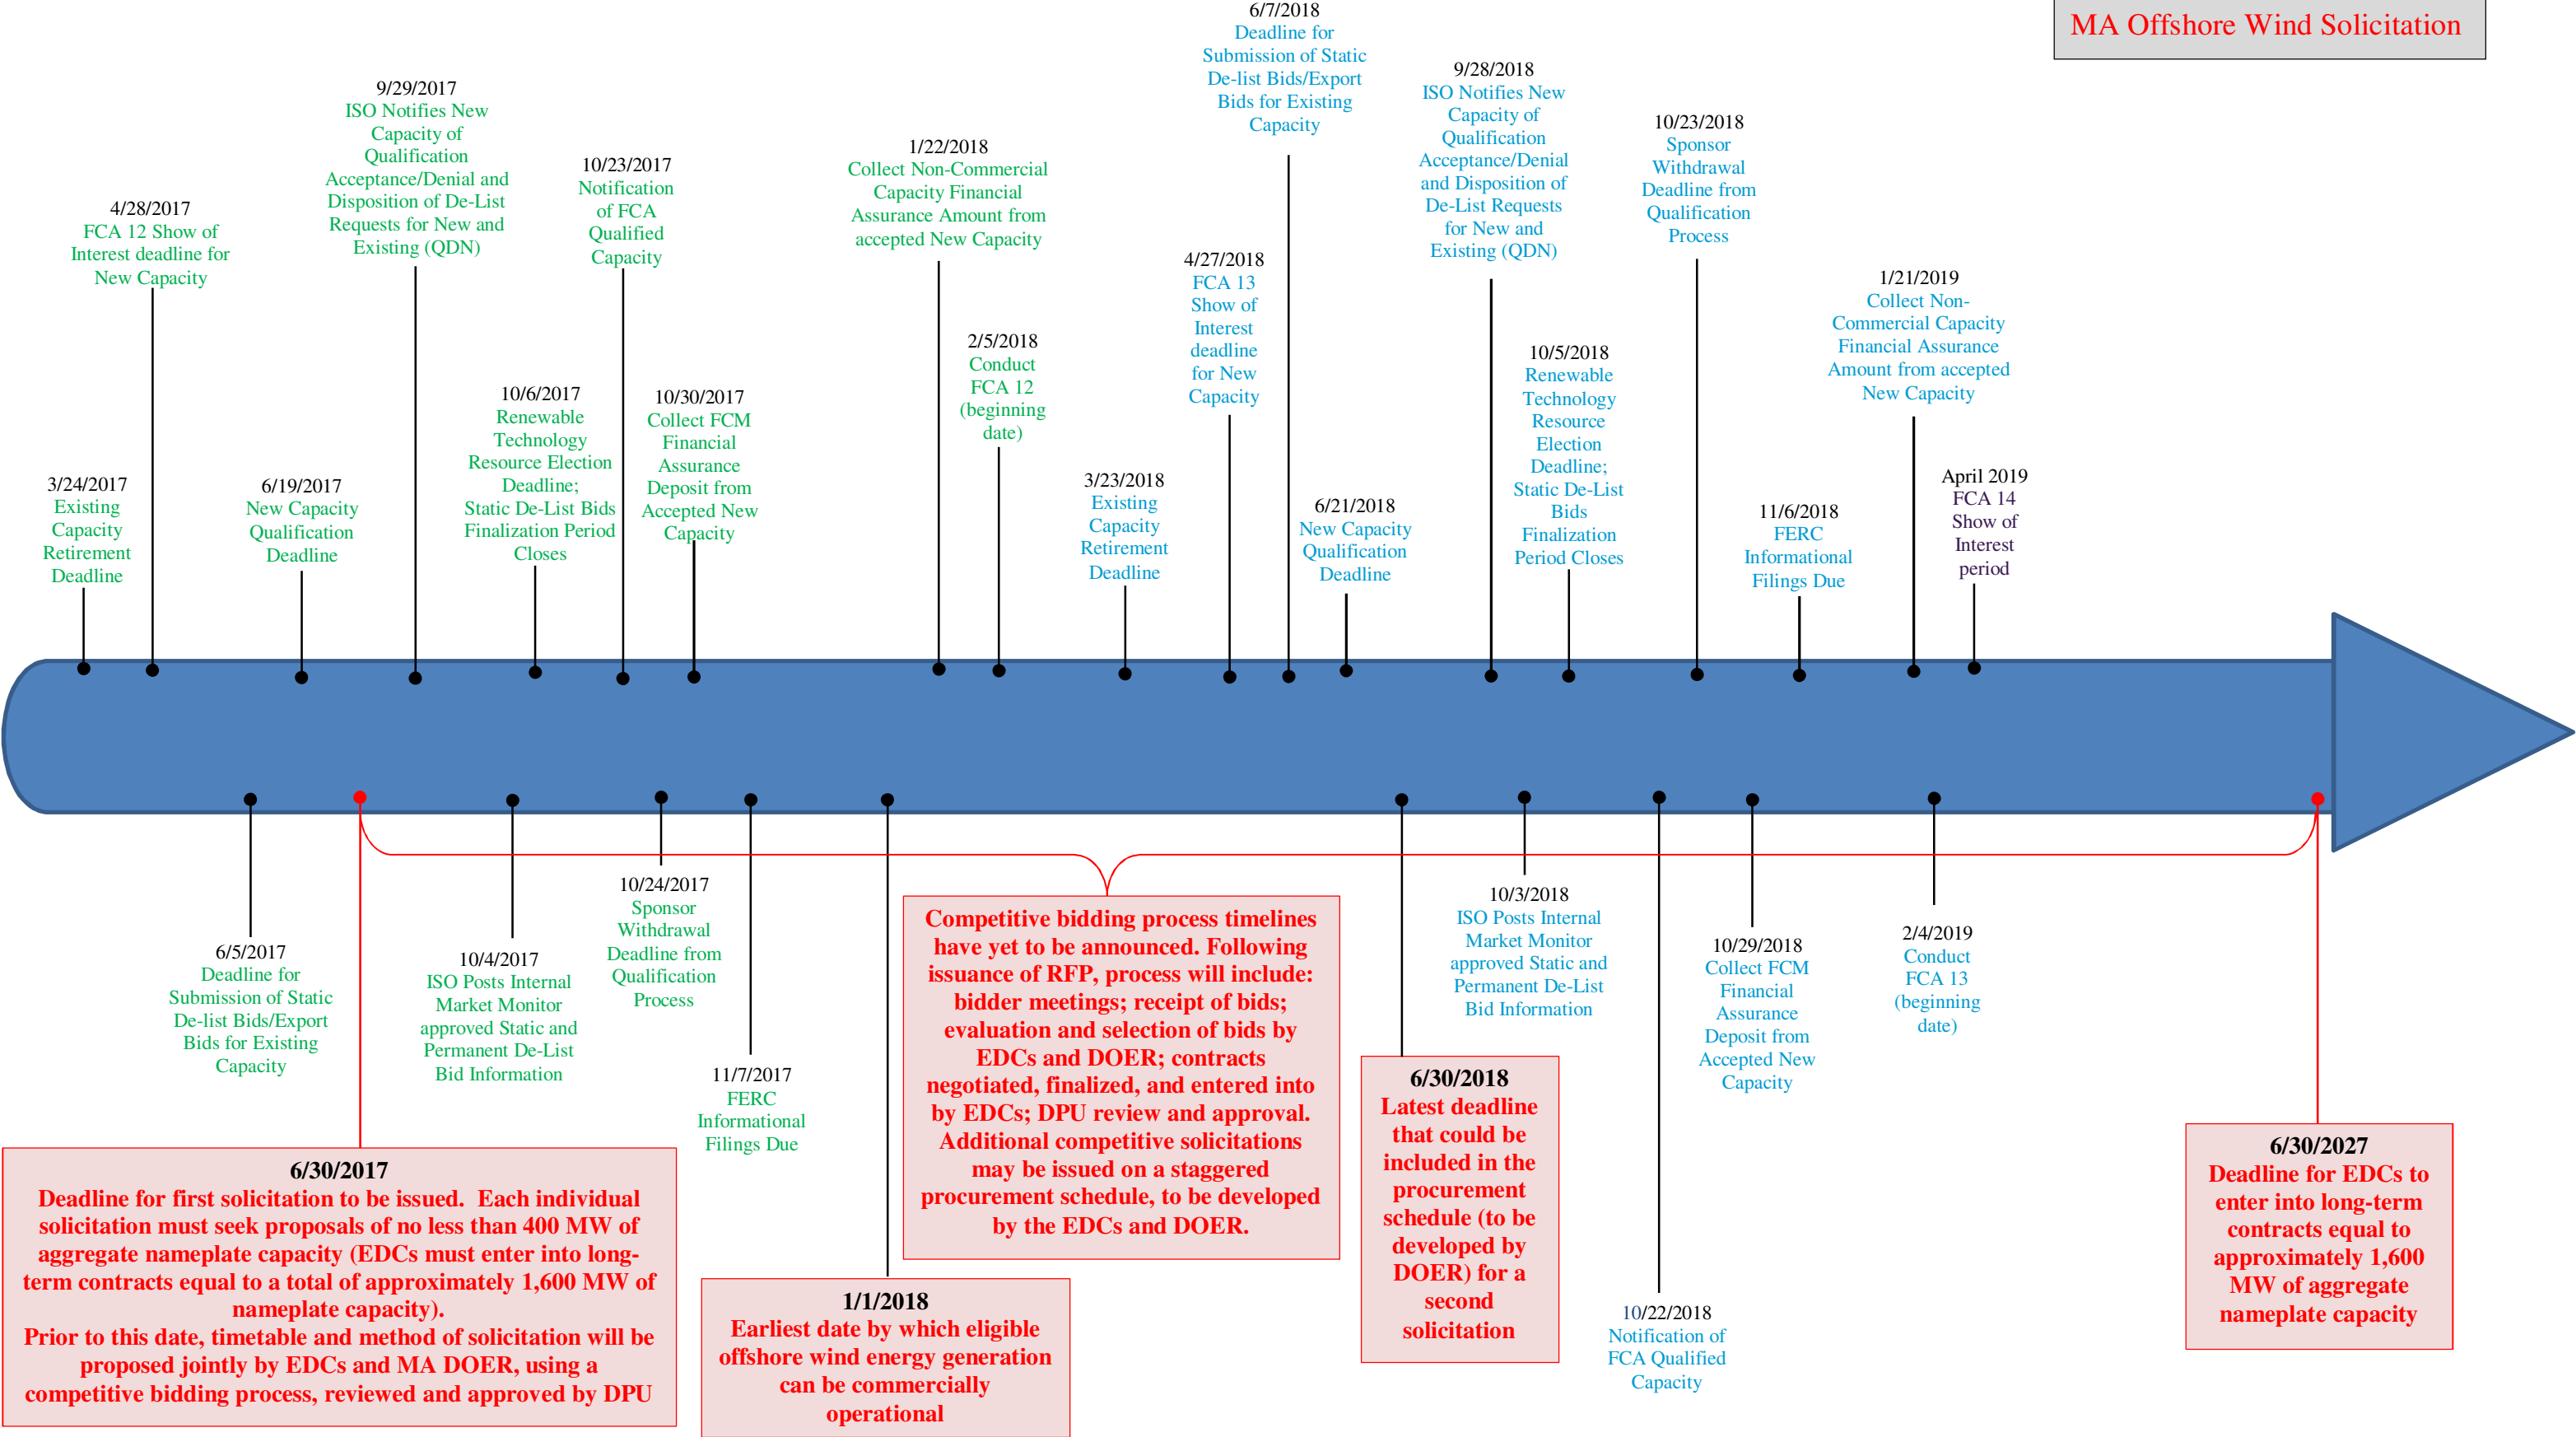 MA Offshore Wind Solicitation
3/24/2017
Existing
Capacity
Retirement
Deadline
4/28/2017
FCA 12 Show of
Interest deadline for
New Capacity
6/19/2017
New Capacity
Qualification
Deadline
9/29/2017
ISO Notifies New
Capacity of
Qualification
Acceptance/Denial and
Disposition of De-List
Requests for New and
Existing (QDN)
10/6/2017
Renewable
Technology
Resource Election
Deadline;
Static De-List Bids
Finalization Period
Closes
10/23/2017
Notification
of FCA
Qualified
Capacity
10/30/2017
Collect FCM
Financial
Assurance
Deposit from
Accepted New
Capacity
1/22/2018
Collect Non-Commercial
Capacity Financial
Assurance Amount from
accepted New Capacity
2/5/2018
Conduct
FCA 12
(beginning
date)
3/23/2018
Existing
Capacity
Retirement
Deadline
4/27/2018
FCA 13
Show of
Interest
deadline
for New
Capacity
6/7/2018
Deadline for
Submission of Static
De-list Bids/Export
Bids for Existing
Capacity
6/21/2018
New Capacity
Qualification
Deadline
9/28/2018
ISO Notifies New
Capacity of
Qualification
Acceptance/Denial
and Disposition of
De-List Requests
for New and
Existing (QDN)
10/5/2018
Renewable
Technology
Resource
Election
Deadline;
Static De-List
Bids
Finalization
Period Closes
10/23/2018
Sponsor
Withdrawal
Deadline from
Qualification
Process
11/6/2018
FERC
Informational
Filings Due
1/21/2019
Collect Non-
Commercial Capacity
Financial Assurance
Amount from accepted
New Capacity
April 2019
FCA 14
Show of
Interest
period
6/5/2017
Deadline for
Submission of Static
De-list Bids/Export
Bids for Existing
Capacity
6/30/2017
Deadline for first solicitation to be issued. Each individual
solicitation must seek proposals of no less than 400 MW of
aggregate nameplate capacity (EDCs must enter into long-
term contracts equal to a total of approximately 1,600 MW of
nameplate capacity).
Prior to this date, timetable and method of solicitation will be
proposed jointly by EDCs and MA DOER, using a
competitive bidding process, reviewed and approved by DPU
10/4/2017
ISO Posts Internal
Market Monitor
approved Static and
Permanent De-List
Bid Information
10/24/2017
Sponsor
Withdrawal
Deadline from
Qualification
Process
11/7/2017
FERC
Informational
Filings Due
1/1/2018
Earliest date by which eligible
offshore wind energy generation
can be commercially
operational
Competitive bidding process timelines
have yet to be announced. Following
issuance of RFP, process will include:
bidder meetings; receipt of bids;
evaluation and selection of bids by
EDCs and DOER; contracts
negotiated, finalized, and entered into
by EDCs; DPU review and approval.
Additional competitive solicitations
may be issued on a staggered
procurement schedule, to be developed
by the EDCs and DOER.
6/30/2018
Latest deadline
that could be
included in the
procurement
schedule (to be
developed by
DOER) for a
second
solicitation
10/3/2018
ISO Posts Internal
Market Monitor
approved Static and
Permanent De-List
Bid Information
10/22/2018
Notification of
FCA Qualified
Capacity
10/29/2018
Collect FCM
Financial
Assurance
Deposit from
Accepted New
Capacity
2/4/2019
Conduct
FCA 13
(beginning
date)
6/30/2027
Deadline for EDCs to
enter into long-term
contracts equal to
approximately 1,600
MW of aggregate
nameplate capacity